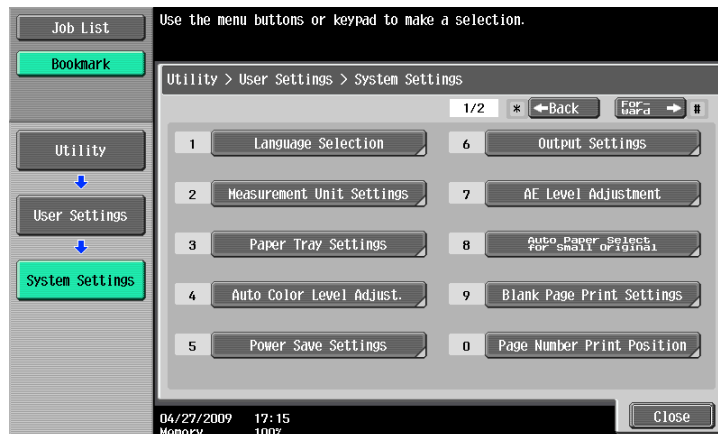 Job List
Bookmark
Use the menu buttons or keypad to make a selection.
Utility > User Settings > System Settings
1/2 * ←Back For-ward → #
Utility
User Settings
System Settings
1 Language Selection
2 Measurement Unit Settings
3 Paper Tray Settings
4 Auto Color Level Adjust.
5 Power Save Settings
6 Output Settings
7 AE Level Adjustment
8 Auto Paper Select
for Small Original
9 Blank Page Print Settings
0 Page Number Print Position
04/27/2009 17:15
Memory 100%
Close